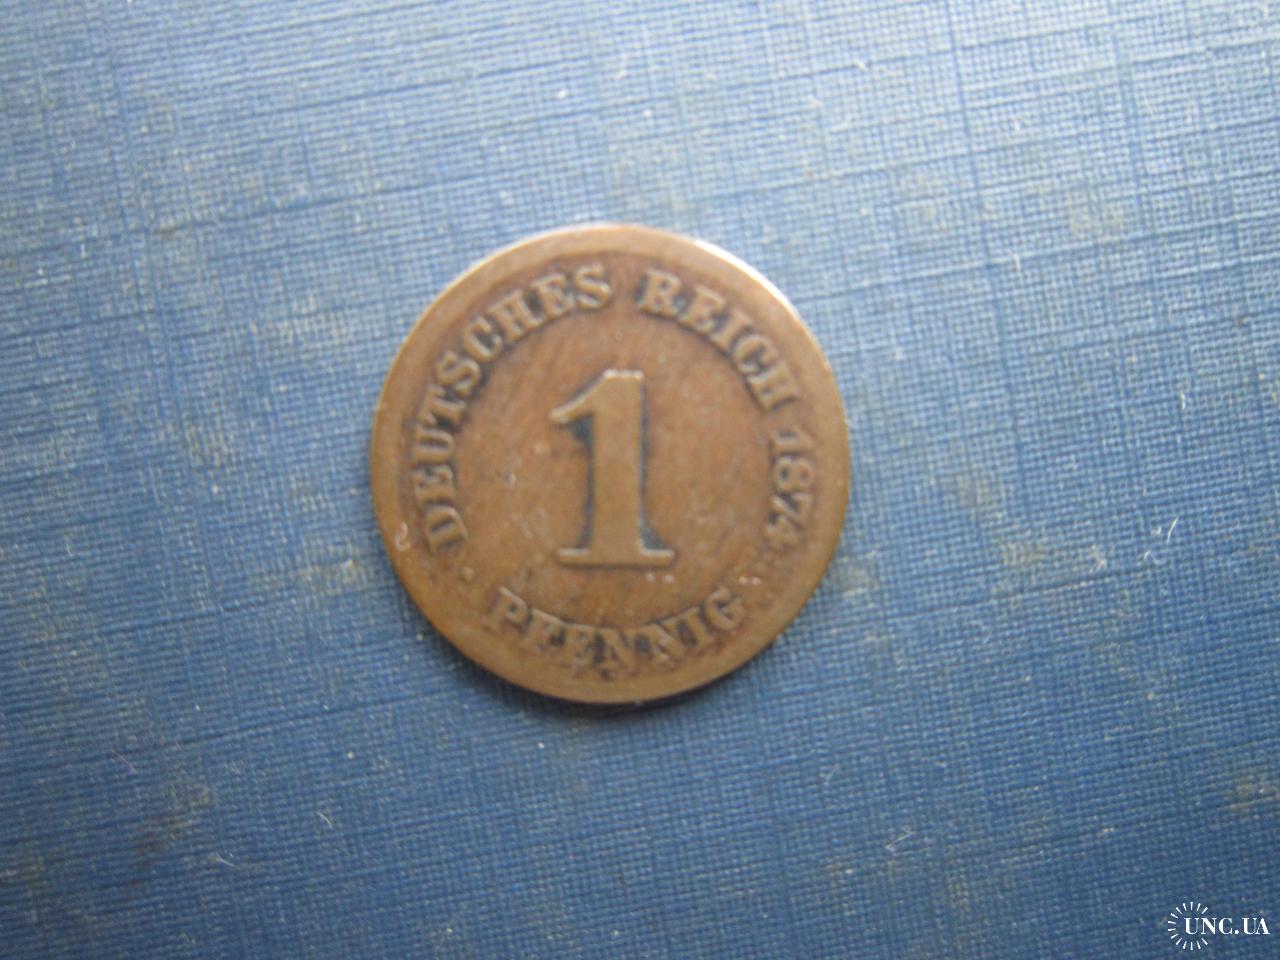 DEUTSCHES REICH 1874
1
PFENNIG
UNC.UA